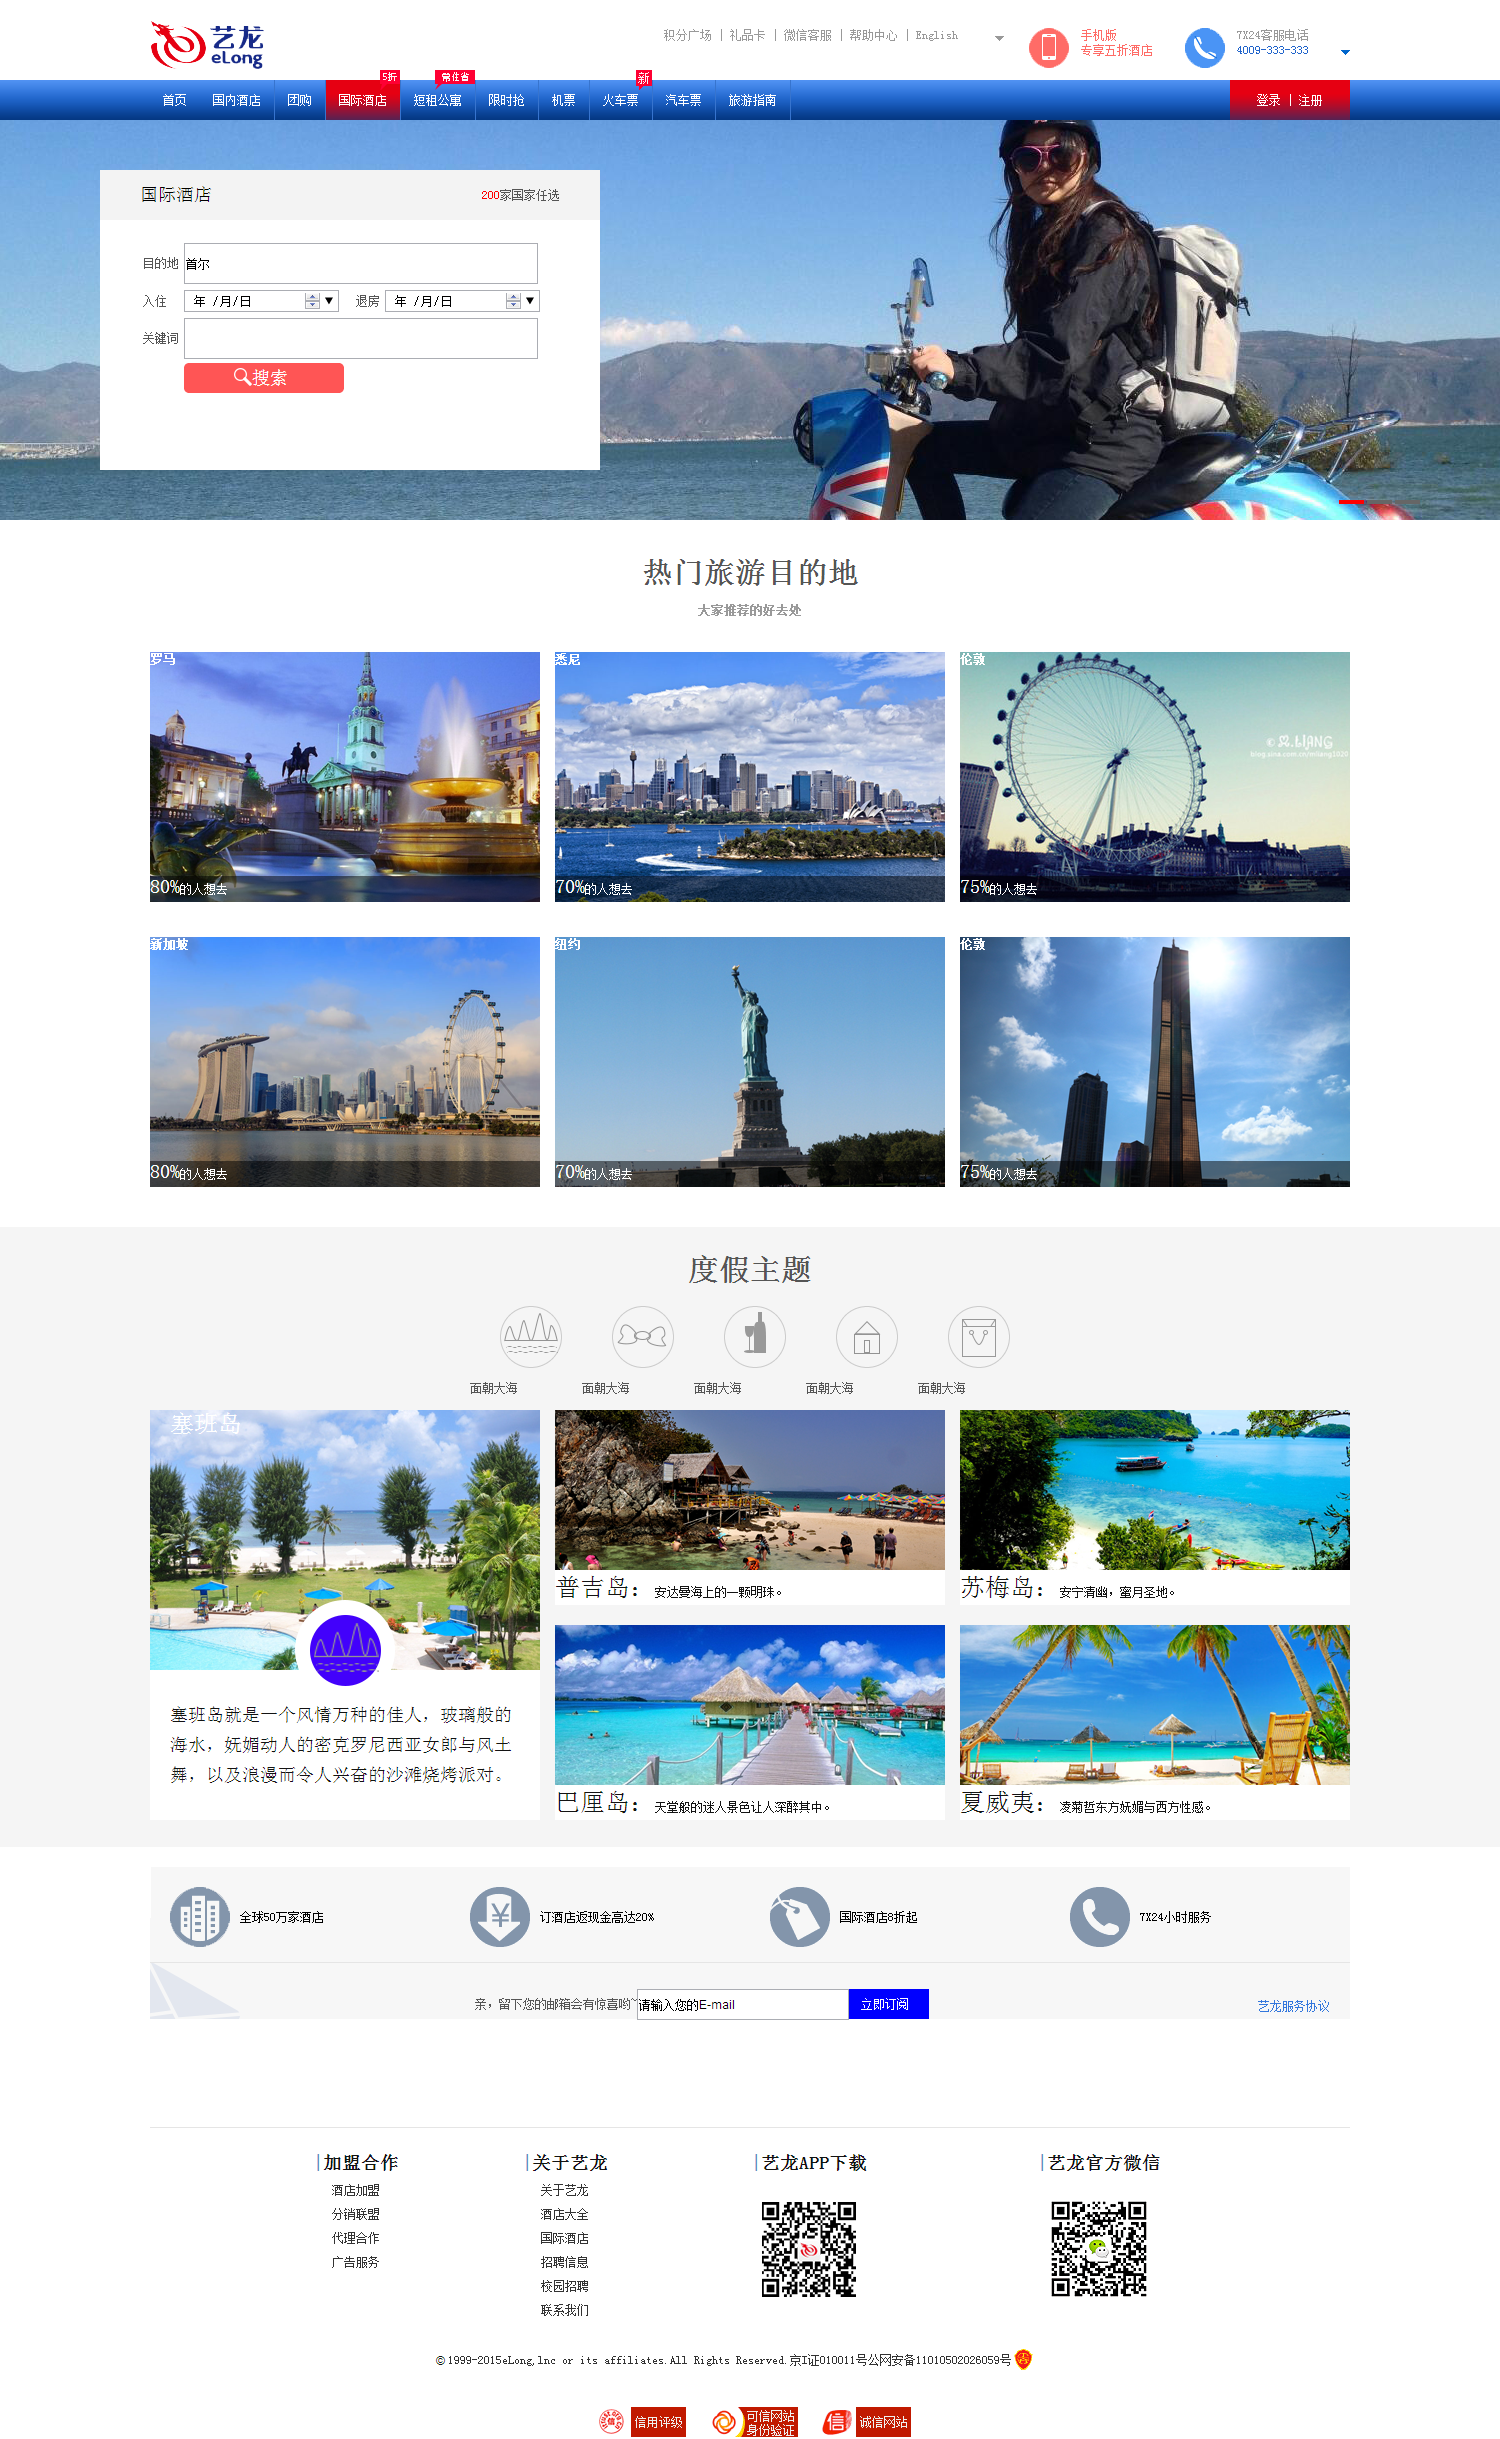 艺龙
eLong
积分广场 | 礼品卡 | 微信客服 | 帮助中心 | English
手机版
专享五折酒店
7X24客服电话
4009-333-333
5折
常住省
新
首页 国内酒店 团购 国际酒店 短租公寓 限时抢 机票 火车票 汽车票 旅游指南
登录 | 注册
国际酒店
200家国家任选
目的地 首尔
入住 年 /月/日 退房 年 /月/日
关键词
搜索
热门旅游目的地
大家推荐的好去处
罗马
悉尼
伦敦
©风.LIANG
80%的人想去
70%的人想去
75%的人想去
新加坡
纽约
伦敦
80%的人想去
70%的人想去
75%的人想去
度假主题
面朝大海 面朝大海 面朝大海 面朝大海 面朝大海
塞班岛
塞班岛就是一个风情万种的佳人，玻璃般的
海水，妩媚动人的密克罗尼西亚女郎与风土
舞，以及浪漫而令人兴奋的沙滩烧烤派对。
普吉岛：安达曼海上的一颗明珠。
苏梅岛：安宁清幽，蜜月圣地。
巴厘岛：天堂般的迷人景色让人深醉其中。
夏威夷：凌菊哲东方妩媚与西方性感。
全球50万家酒店
订酒店返现金高达20%
国际酒店8折起
7X24小时服务
亲，留下您的邮箱会有惊喜哟~ 请输入您的E-mail 立即订阅
艺龙服务协议
加盟合作
酒店加盟
分销联盟
代理合作
广告服务
关于艺龙
关于艺龙
酒店大全
国际酒店
招聘信息
校园招聘
联系我们
艺龙APP下载
艺龙官方微信
©1999-2015eLong,lnc or its affiliates.All Rights Reserved.京I证010011号公网安备11010502026059号
信用评级
可信网站
身份验证
信
诚信网站